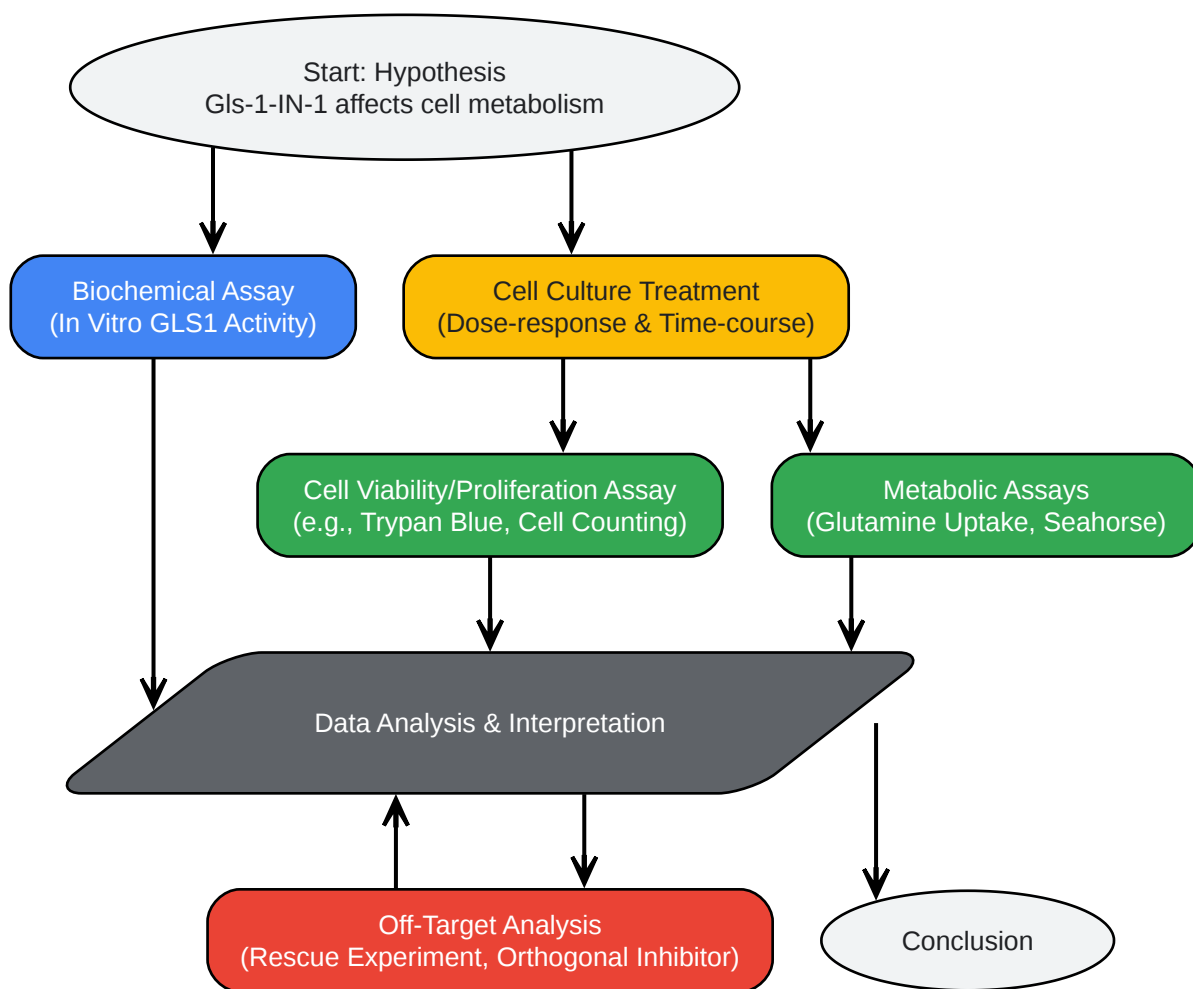 Start: Hypothesis
Gls-1-IN-1 affects cell metabolism
Biochemical Assay
(In Vitro GLS1 Activity)
Cell Culture Treatment
(Dose-response & Time-course)
Cell Viability/Proliferation Assay
(e.g., Trypan Blue, Cell Counting)
Metabolic Assays
(Glutamine Uptake, Seahorse)
Data Analysis & Interpretation
Off-Target Analysis
(Rescue Experiment, Orthogonal Inhibitor)
Conclusion